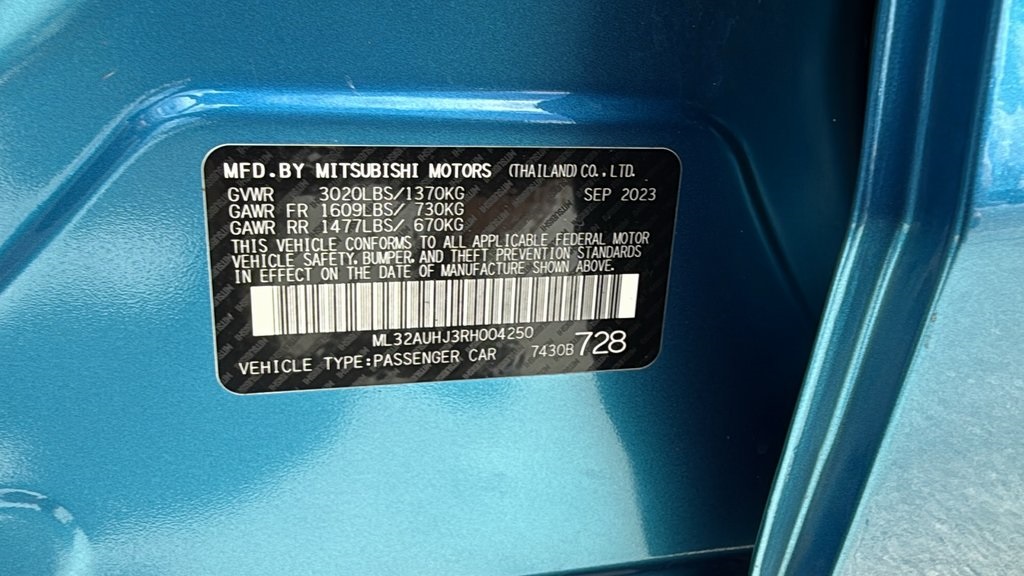 MFD. BY MITSUBISHI MOTORS (THAILAND) CO., LTD.
GVWR 3020LBS/1370KG SEP 2023
GAWR FR 1609LBS/ 730KG
GAWR RR 1477LBS/ 670KG
THIS VEHICLE CONFORMS TO ALL APPLICABLE FEDERAL MOTOR
VEHICLE SAFETY, BUMPER, AND THEFT PREVENTION STANDARDS
IN EFFECT ON THE DATE OF MANUFACTURE SHOWN ABOVE.
ML32AUHJ3RH004250
VEHICLE TYPE:PASSENGER CAR 7430B 728